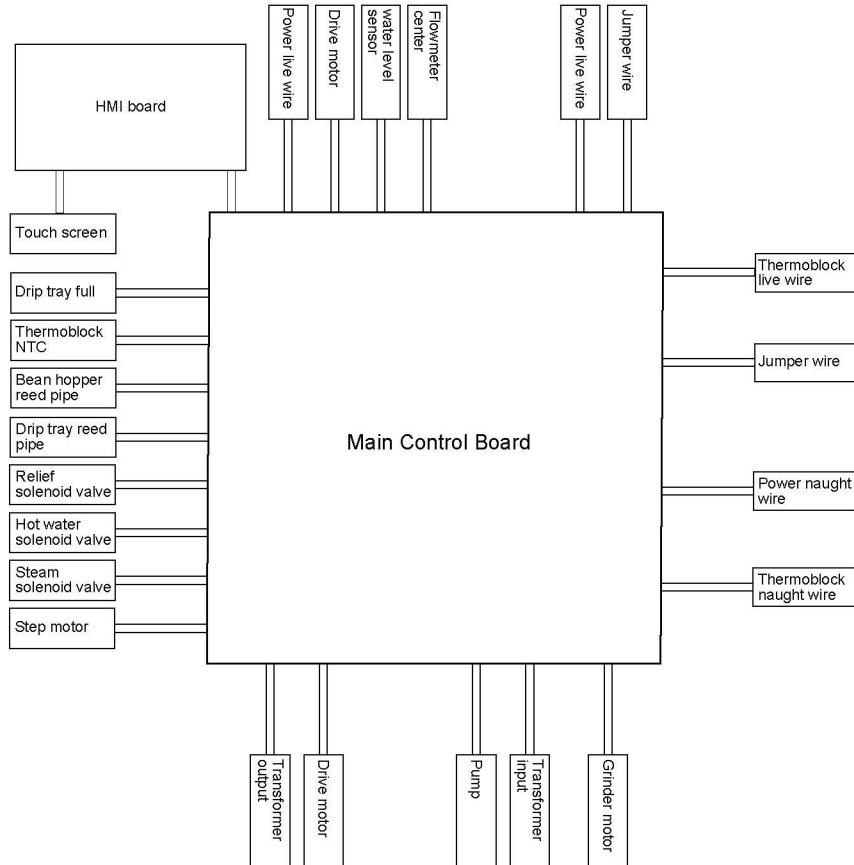 Power live wire
Drive motor
water level
sensor
Flowmeter
center
Power live wire
Jumper wire
HMI board
Touch screen
Drip tray full
Thermoblock
NTC
Bean hopper
reed pipe
Drip tray reed
pipe
Relief
solenoid valve
Hot water
solenoid valve
Steam
solenoid valve
Step motor
Main Control Board
Thermoblock
live wire
Jumper wire
Power naught
wire
Thermoblock
naught wire
Transformer
output
Drive motor
Pump
Transformer
input
Grinder motor